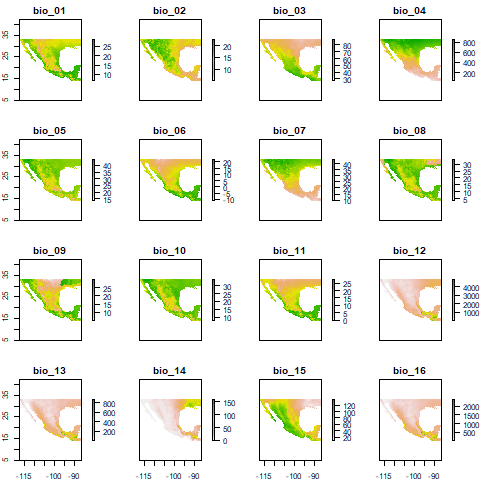 bio_01 bio_02 bio_03 bio_04
35 25 15 5 25 20 15 10 20 15 10 80 70 60 50 40 30 800 600 400 200
bio_05 bio_06 bio_07 bio_08
35 25 15 5 40 35 30 25 20 15 20 15 10 5 0 -5 -10 40 35 30 25 20 15 10 30 25 20 15 10 5
bio_09 bio_10 bio_11 bio_12
35 25 15 5 25 20 15 10 30 25 20 15 10 25 20 15 10 5 0 4000 3000 2000 1000
bio_13 bio_14 bio_15 bio_16
35 25 15 5 800 600 400 200 150 100 50 0 120 100 80 60 40 20 2000 1500 1000 500
-115 -100 -90 -115 -100 -90 -115 -100 -90 -115 -100 -90